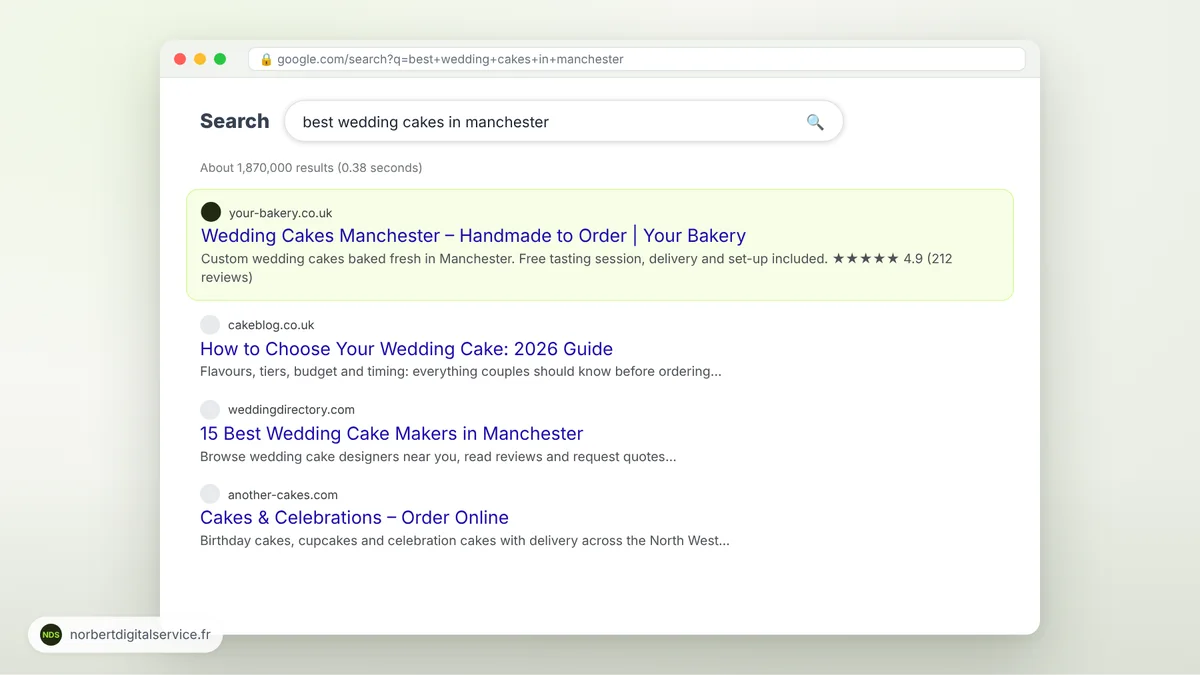 google.com/search?q=best+wedding+cakes+in+manchester
Search
best wedding cakes in manchester
About 1,870,000 results (0.38 seconds)
your-bakery.co.uk
Wedding Cakes Manchester – Handmade to Order | Your Bakery
Custom wedding cakes baked fresh in Manchester. Free tasting session, delivery and set-up included. ★★★★★ 4.9 (212
reviews)
cakeblog.co.uk
How to Choose Your Wedding Cake: 2026 Guide
Flavours, tiers, budget and timing: everything couples should know before ordering...
weddingdirectory.com
15 Best Wedding Cake Makers in Manchester
Browse wedding cake designers near you, read reviews and request quotes...
another-cakes.com
Cakes & Celebrations – Order Online
Birthday cakes, cupcakes and celebration cakes with delivery across the North West...
NDS norbertdigitalservice.fr